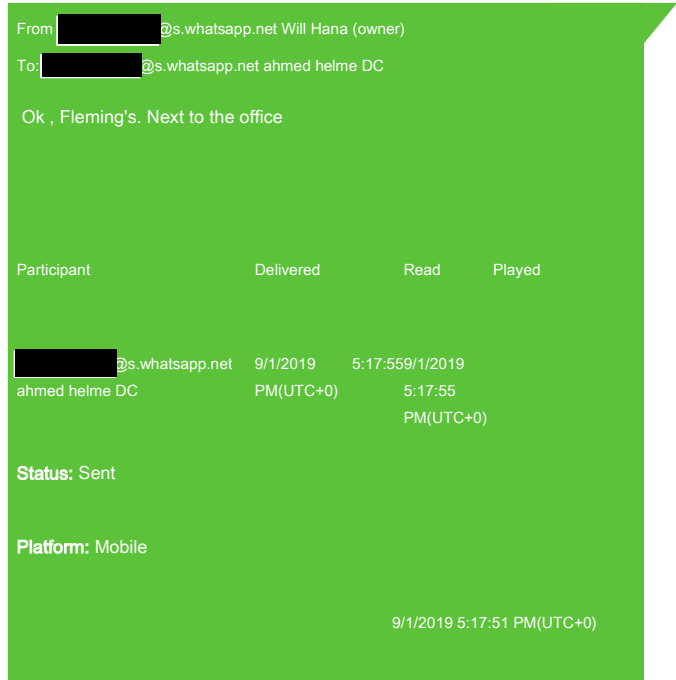 From @s.whatsapp.net Will Hana (owner)
To: @s.whatsapp.net ahmed helme DC
Ok , Fleming's. Next to the office
Participant Delivered Read Played
@s.whatsapp.net 9/1/2019 5:17:559/1/2019
ahmed helme DC PM(UTC+0) 5:17:55
PM(UTC+0)
Status: Sent
Platform: Mobile
9/1/2019 5:17:51 PM(UTC+0)